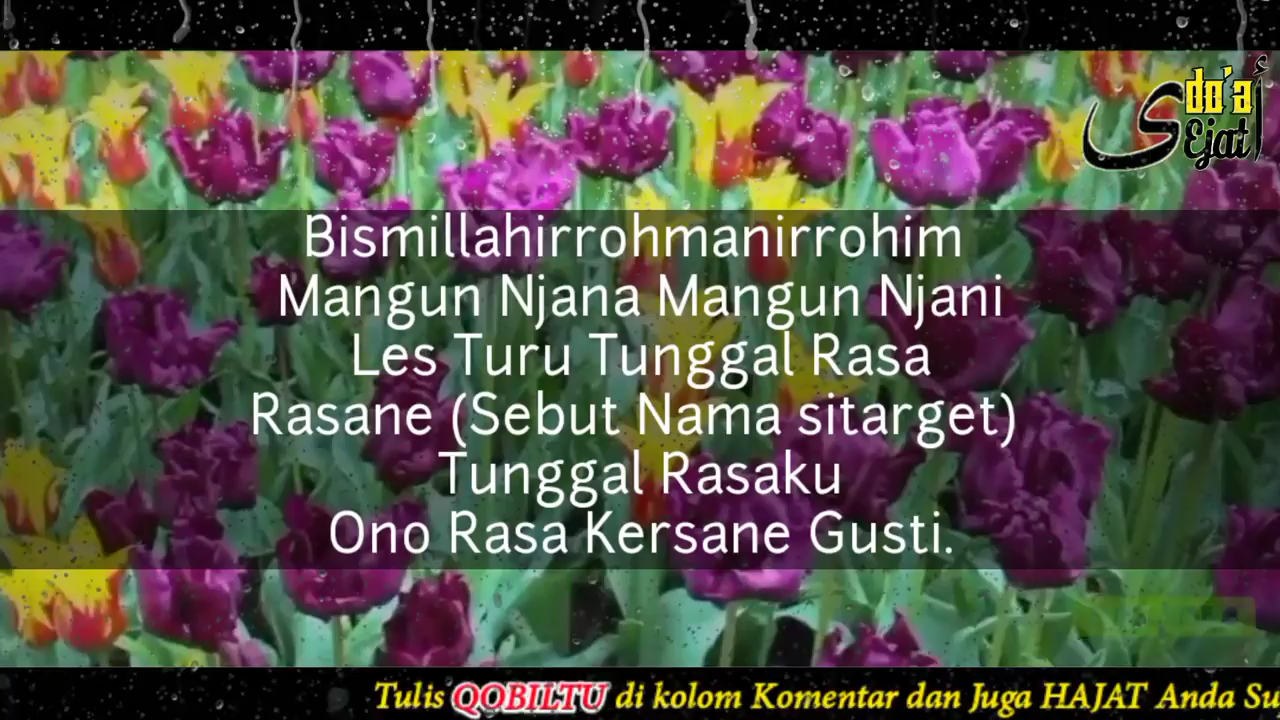 do'a
Ejati
Bismillahirrohmanirrohim
Mangun Njana Mangun Njani
Les Turu Tunggal Rasa
Rasane (Sebut Nama sitarget)
Tunggal Rasaku
Ono Rasa Kersane Gusti.
Tulis QOBILTU di kolom Komentar dan Juga HAJAT Anda Su